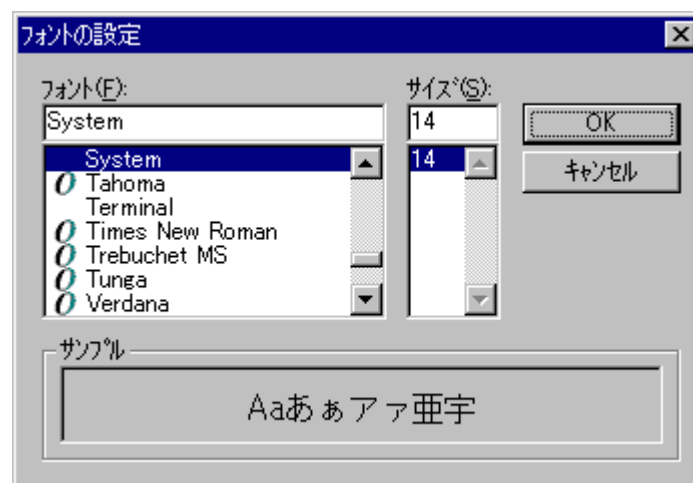 フォントの設定
フォント(F):
サイズ(S):
System
14
OK
System
14
Tahoma
Terminal
Times New Roman
Trebuchet MS
Tunga
Verdana
キャンセル
サンプル
Aaあぁアァ亜宇